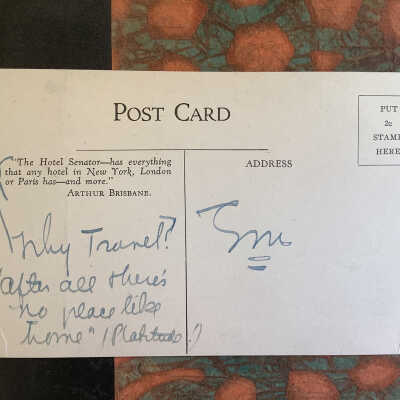 POST CARD
PUT
2c
STAMP
HERE
"The Hotel Senator—has everything
that any hotel in New York, London
or Paris has—and more."
ARTHUR BRISBANE.
ADDRESS
Why Travel?
"after all there's
no place like
home" (Platitude!)